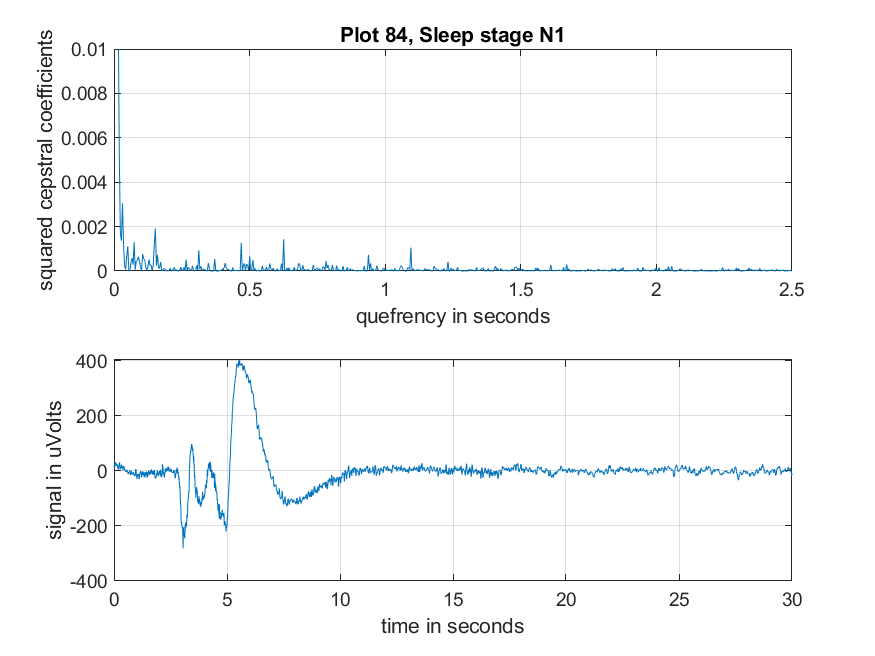 Plot 84, Sleep stage N1
squared cepstral coefficients
0.01
0.008
0.006
0.004
0.002
0
0 0.5 1 1.5 2 2.5
quefrency in seconds
signal in uVolts
400
200
0
-200
-400
0 5 10 15 20 25 30
time in seconds